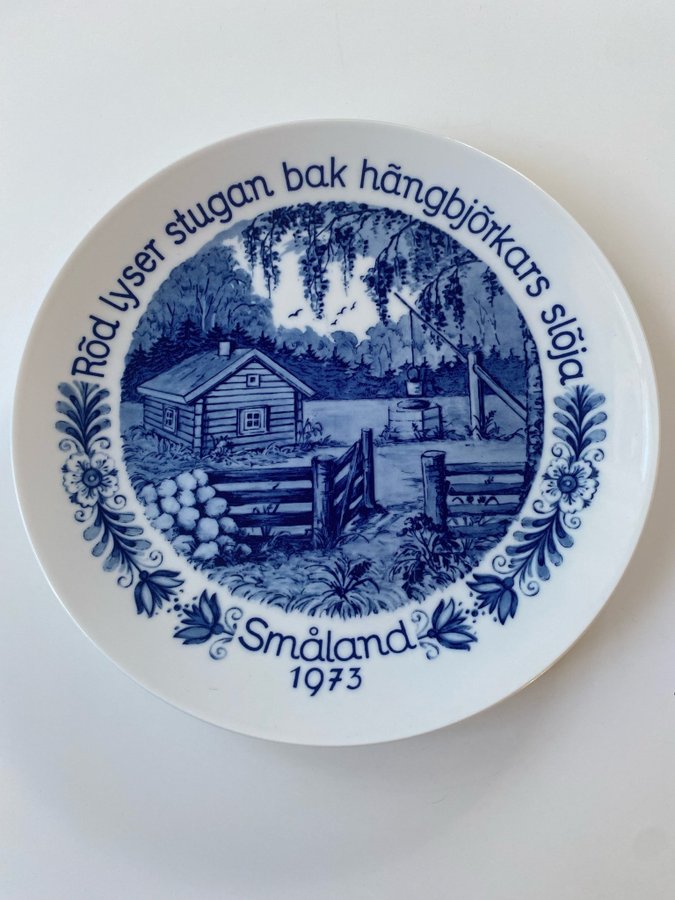 Röd lyser stugan bak hängbjörkars slöja
Småland
1973